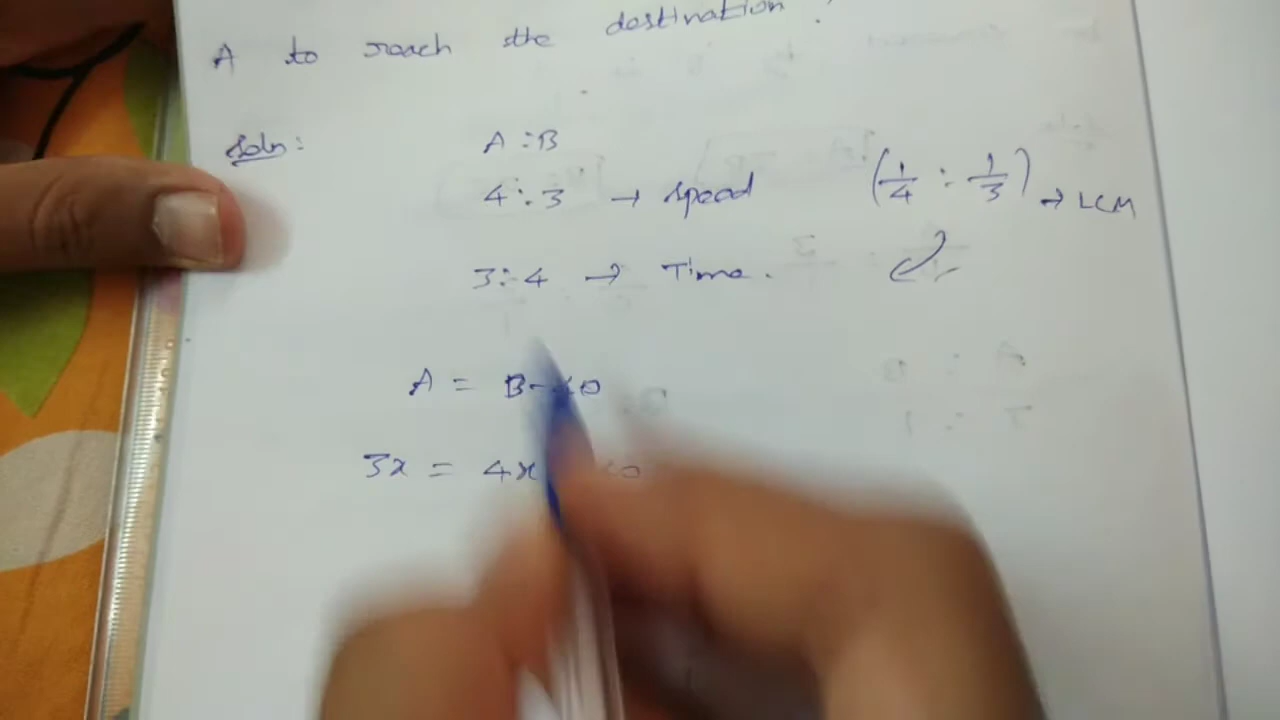 A to reach the destination ?
Soln:
A : B
4 : 3 → Speed (1/4 : 1/3) → LCM
3 : 4 → Time.
A = B - 
3x = 4x